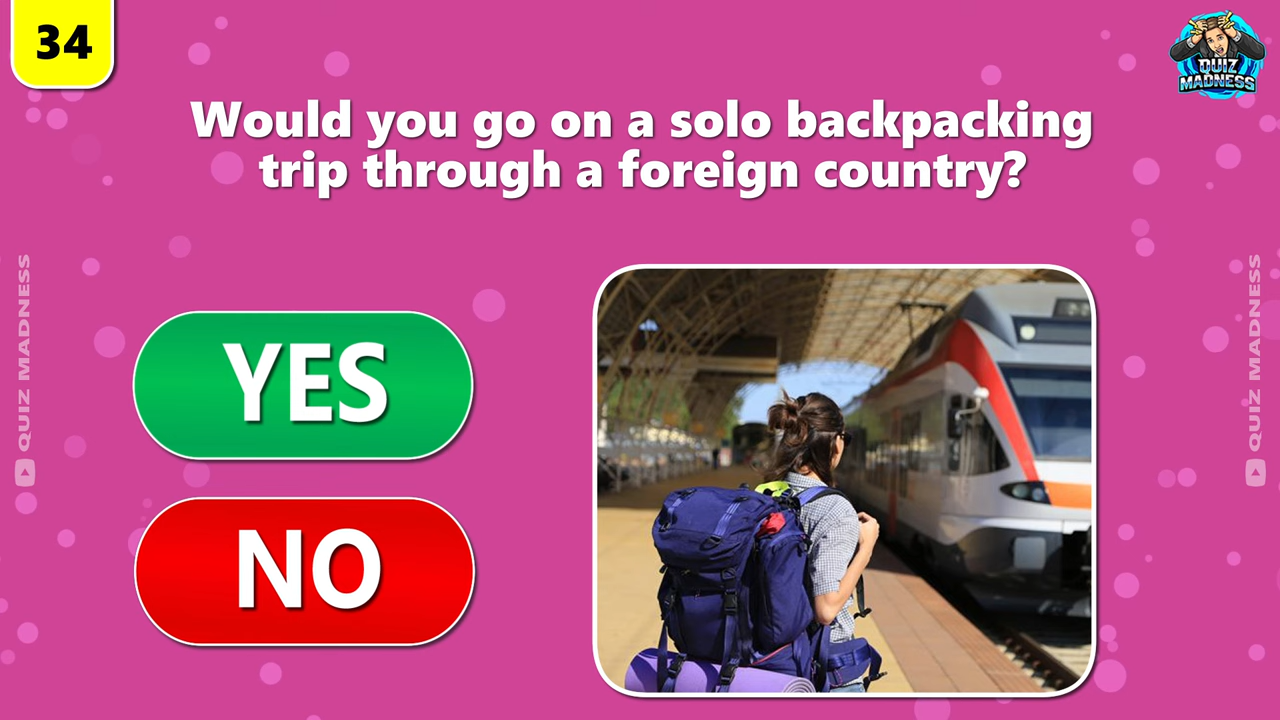 34
QUIZ
MADNESS
Would you go on a solo backpacking
trip through a foreign country?
YES
NO
QUIZ MADNESS
QUIZ MADNESS